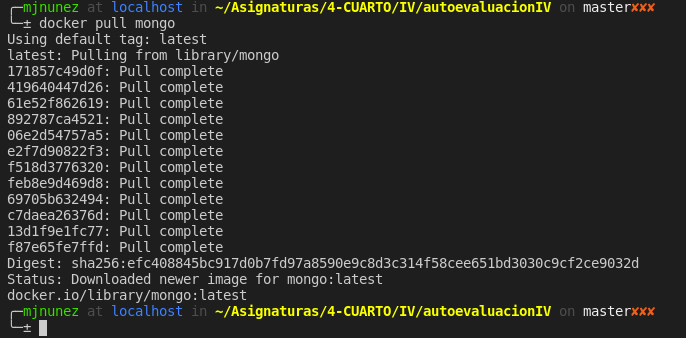 ╭─mjnunez at localhost in ~/Asignaturas/4-CUARTO/IV/autoevaluacionIV on master✘✘✘
╰─± docker pull mongo
Using default tag: latest
latest: Pulling from library/mongo
171857c49d0f: Pull complete
419640447d26: Pull complete
61e52f862619: Pull complete
892787ca4521: Pull complete
06e2d54757a5: Pull complete
e2f7d90822f3: Pull complete
f518d3776320: Pull complete
feb8e9d469d8: Pull complete
69705b632494: Pull complete
c7daea26376d: Pull complete
13d1f9e1fc77: Pull complete
f87e65fe7ffd: Pull complete
Digest: sha256:efc408845bc917d0b7fd97a8590e9c8d3c314f58cee651bd3030c9cf2ce9032d
Status: Downloaded newer image for mongo:latest
docker.io/library/mongo:latest
╭─mjnunez at localhost in ~/Asignaturas/4-CUARTO/IV/autoevaluacionIV on master✘✘✘
╰─±